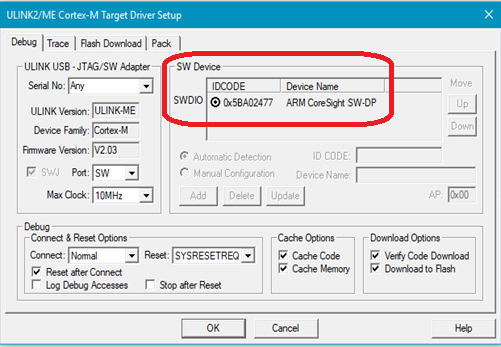 ULINK2/ME Cortex-M Target Driver Setup
Debug Trace Flash Download Pack
ULINK USB - JTAG/SW Adapter
Serial No: Any
ULINK Version: ULINK-ME
Device Family: Cortex-M
Firmware Version: V2.03
SWJ Port: SW
Max Clock: 10MHz
SW Device
IDCODE Device Name Move
SWDIO 0x5BA02477 ARM CoreSight SW-DP Up
Down
Automatic Detection ID CODE:
Manual Configuration Device Name:
Add Delete Update AP: 0x00
Debug
Connect & Reset Options
Connect: Normal Reset: SYSRESETREQ
Reset after Connect
Log Debug Accesses Stop after Reset
Cache Options
Cache Code
Cache Memory
Download Options
Verify Code Download
Download to Flash
OK Cancel Help